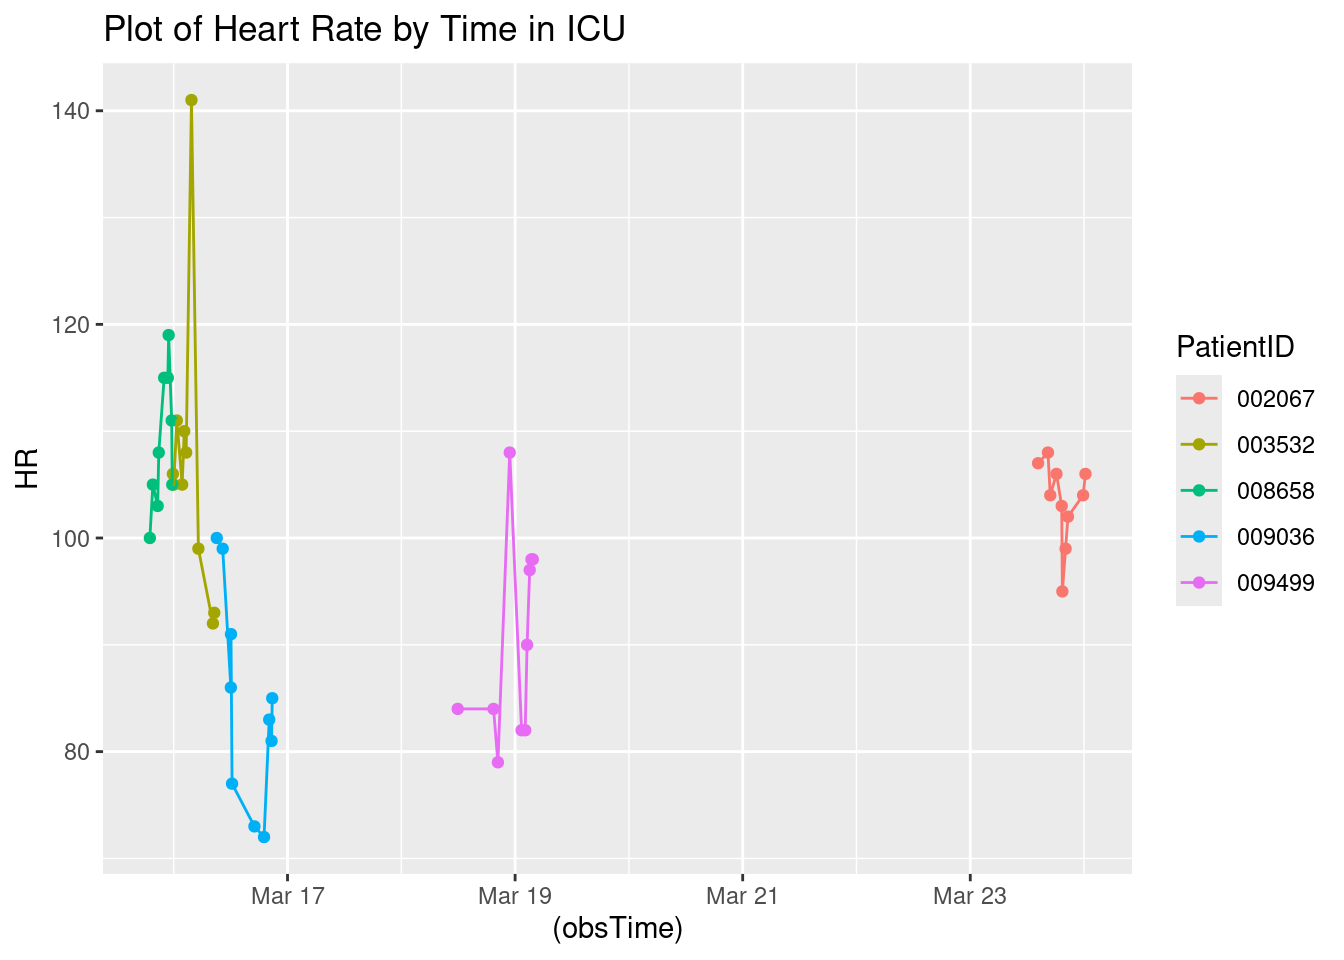 Plot of Heart Rate by Time in ICU
140
120
100
80
HR
Mar 17
Mar 19
Mar 21
Mar 23
(obsTime)
PatientID
002067
003532
008658
009036
009499